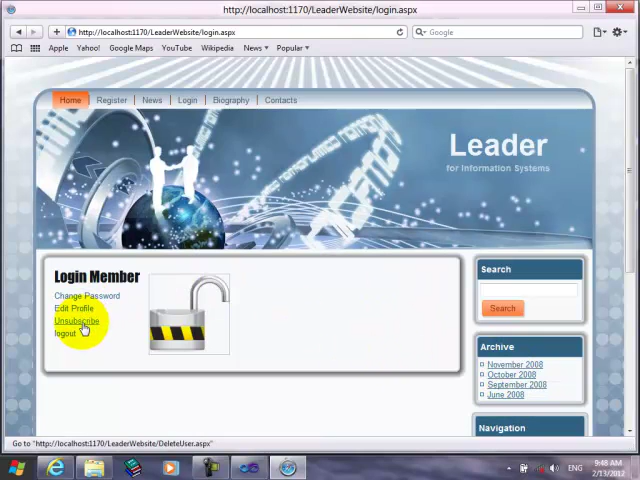 http://localhost:1170/LeaderWebsite/login.aspx
http://localhost:1170/LeaderWebsite/login.aspx
Google
Apple Yahoo! Google Maps YouTube Wikipedia News Popular
Home Register News Login Biography Contacts
Leader
for Information Systems
Login Member
Change Password
Edit Profile
Unsubscribe
logout
Search
Search
Archive
November 2008
October 2008
September 2008
June 2008
Navigation
Go to "http://localhost:1170/LeaderWebsite/DeleteUser.aspx"
ENG
9:48 AM
2/13/2012